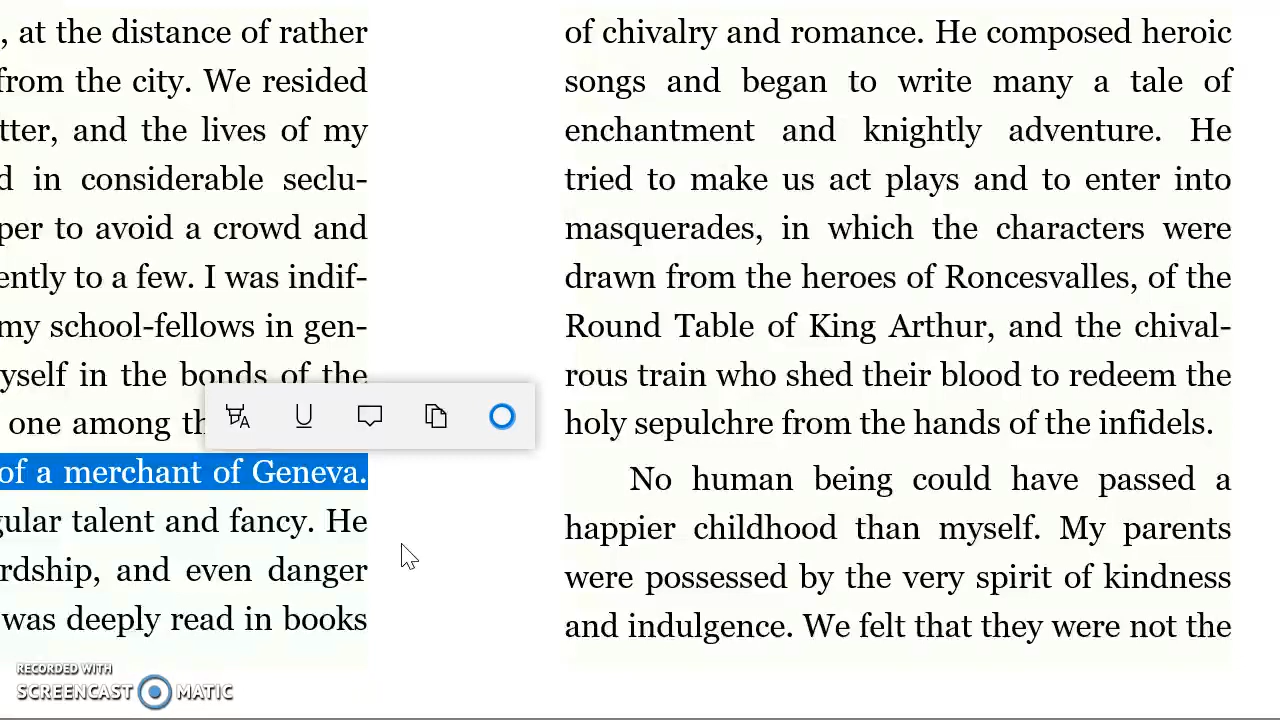 , at the distance of rather
from the city. We resided
tter, and the lives of my
d in considerable seclu-
per to avoid a crowd and
ently to a few. I was indif-
my school-fellows in gen-
yself in the bonds of the
one among th
of a merchant of Geneva.
gular talent and fancy. He
rdship, and even danger
was deeply read in books
of chivalry and romance. He composed heroic
songs and began to write many a tale of
enchantment and knightly adventure. He
tried to make us act plays and to enter into
masquerades, in which the characters were
drawn from the heroes of Roncesvalles, of the
Round Table of King Arthur, and the chival-
rous train who shed their blood to redeem the
holy sepulchre from the hands of the infidels.
No human being could have passed a
happier childhood than myself. My parents
were possessed by the very spirit of kindness
and indulgence. We felt that they were not the
RECORDED WITH
SCREENCAST MATIC